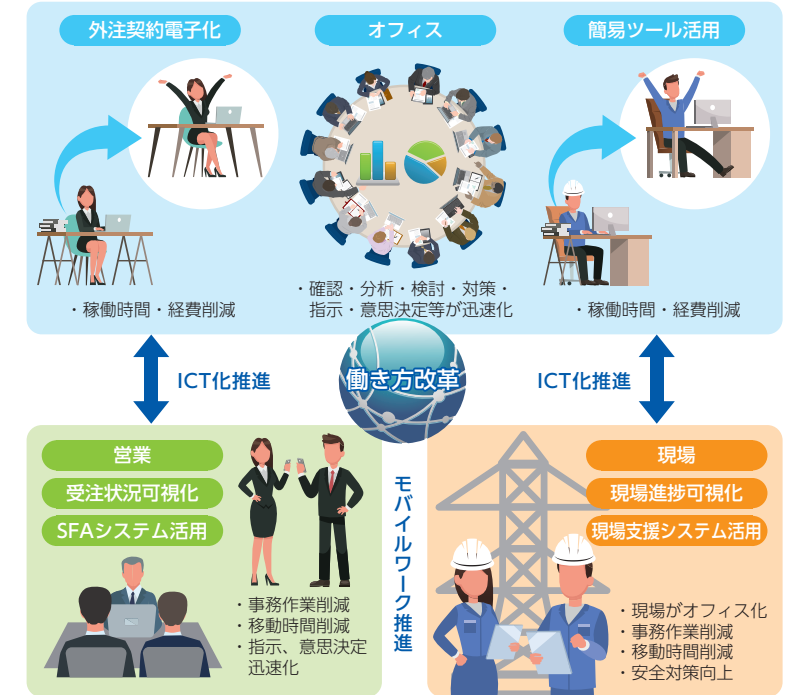 外注契約電子化
オフィス
簡易ツール活用
・稼働時間・経費削減
・確認・分析・検討・対策・
指示・意思決定等が迅速化
・稼働時間・経費削減
ICT化推進
働き方改革
ICT化推進
営業
受注状況可視化
SFAシステム活用
・事務作業削減
・移動時間削減
・指示、意思決定
迅速化
モバイルワーク推進
現場
現場進捗可視化
現場支援システム活用
・現場がオフィス化
・事務作業削減
・移動時間削減
・安全対策向上